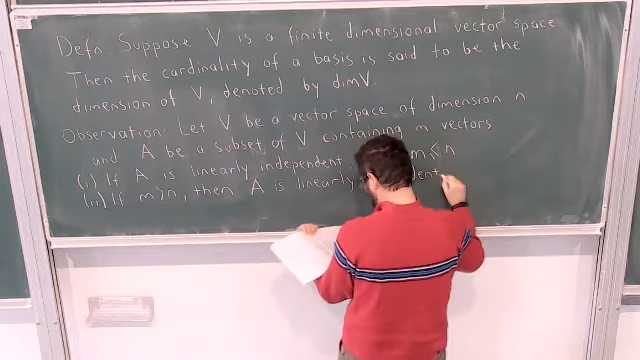 Defn Suppose V is a finite dimensional vector space
Then the cardinality of a basis is said to be the
dimension of V, denoted by dimV.
Observation: Let V be a vector space of dimension n
and A be a subset of V containing m vectors
(i) If A is linearly independent m ≤ n
(ii) If m>n, then A is linearly dent